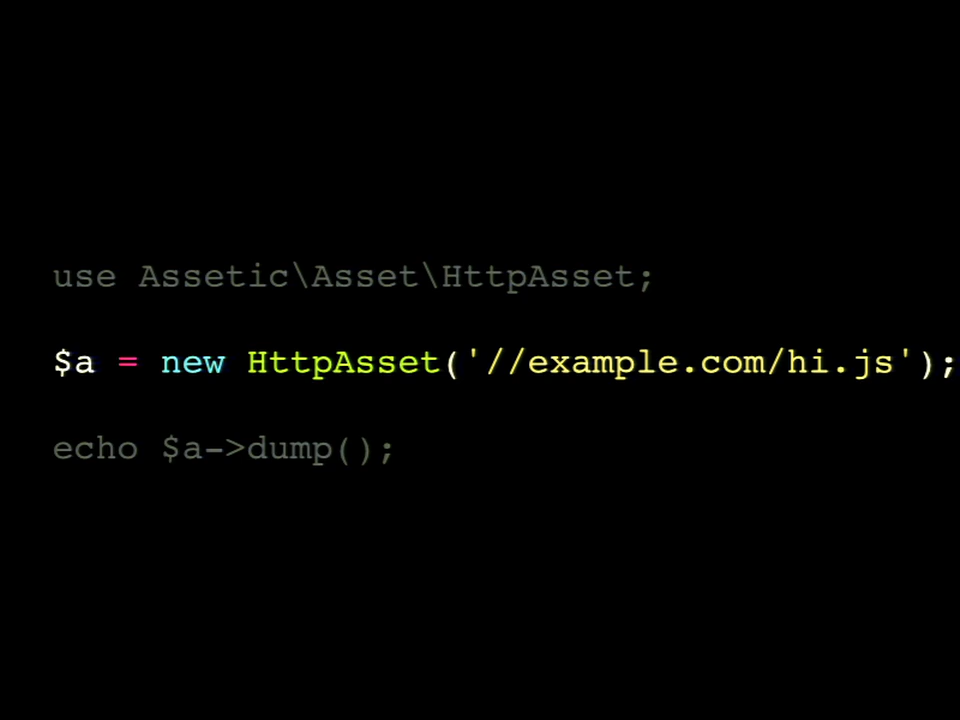 use Assetic\Asset\HttpAsset;
$a = new HttpAsset('//example.com/hi.js');
echo $a->dump();